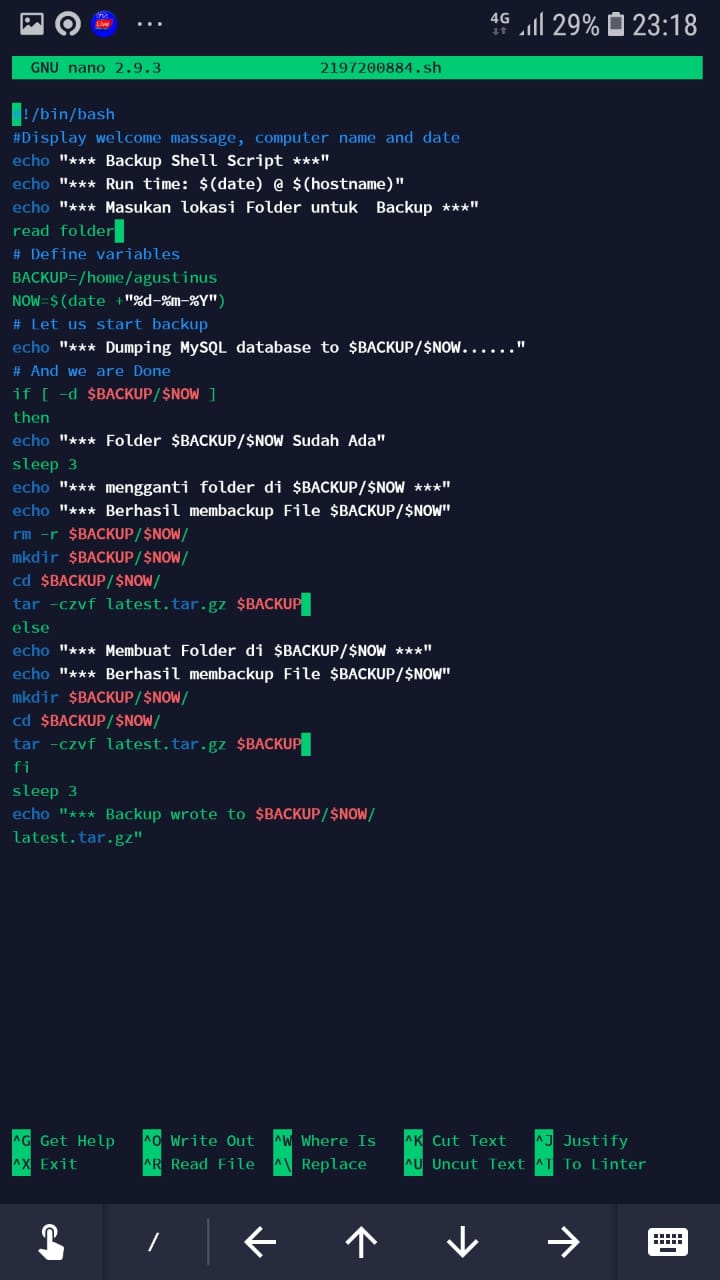 4G 29% 23:18
GNU nano 2.9.3 2197200884.sh
#!/bin/bash
#Display welcome massage, computer name and date
echo "*** Backup Shell Script ***"
echo "*** Run time: $(date) @ $(hostname)"
echo "*** Masukan lokasi Folder untuk  Backup ***"
read folder
# Define variables
BACKUP=/home/agustinus
NOW=$(date +"%d-%m-%Y")
# Let us start backup
echo "*** Dumping MySQL database to $BACKUP/$NOW......"
# And we are Done
if [ -d $BACKUP/$NOW ]
then
echo "*** Folder $BACKUP/$NOW Sudah Ada"
sleep 3
echo "*** mengganti folder di $BACKUP/$NOW ***"
echo "*** Berhasil membackup File $BACKUP/$NOW"
rm -r $BACKUP/$NOW/
mkdir $BACKUP/$NOW/
cd $BACKUP/$NOW/
tar -czvf latest.tar.gz $BACKUP
else
echo "*** Membuat Folder di $BACKUP/$NOW ***"
echo "*** Berhasil membackup File $BACKUP/$NOW"
mkdir $BACKUP/$NOW/
cd $BACKUP/$NOW/
tar -czvf latest.tar.gz $BACKUP
fi
sleep 3
echo "*** Backup wrote to $BACKUP/$NOW/
latest.tar.gz"
^G Get Help ^O Write Out ^W Where Is ^K Cut Text ^J Justify
^X Exit ^R Read File ^\ Replace ^U Uncut Text ^T To Linter
/